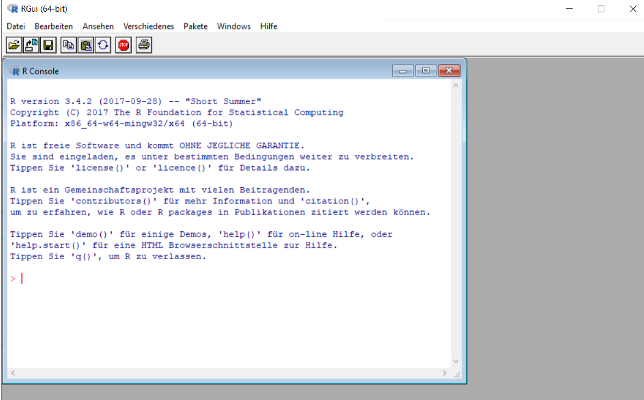 RGui (64-bit)
Datei Bearbeiten Ansehen Verschiedenes Pakete Windows Hilfe
STOP
R Console
R version 3.4.2 (2017-09-28) -- "Short Summer"
Copyright (C) 2017 The R Foundation for Statistical Computing
Platform: x86_64-w64-mingw32/x64 (64-bit)
R ist freie Software und kommt OHNE JEGLICHE GARANTIE.
Sie sind eingeladen, es unter bestimmten Bedingungen weiter zu verbreiten.
Tippen Sie 'license()' or 'licence()' für Details dazu.
R ist ein Gemeinschaftsprojekt mit vielen Beitragenden.
Tippen Sie 'contributors()' für mehr Information und 'citation()',
um zu erfahren, wie R oder R packages in Publikationen zitiert werden können.
Tippen Sie 'demo()' für einige Demos, 'help()' für on-line Hilfe, oder
'help.start()' für eine HTML Browserschnittstelle zur Hilfe.
Tippen Sie 'q()', um R zu verlassen.
>